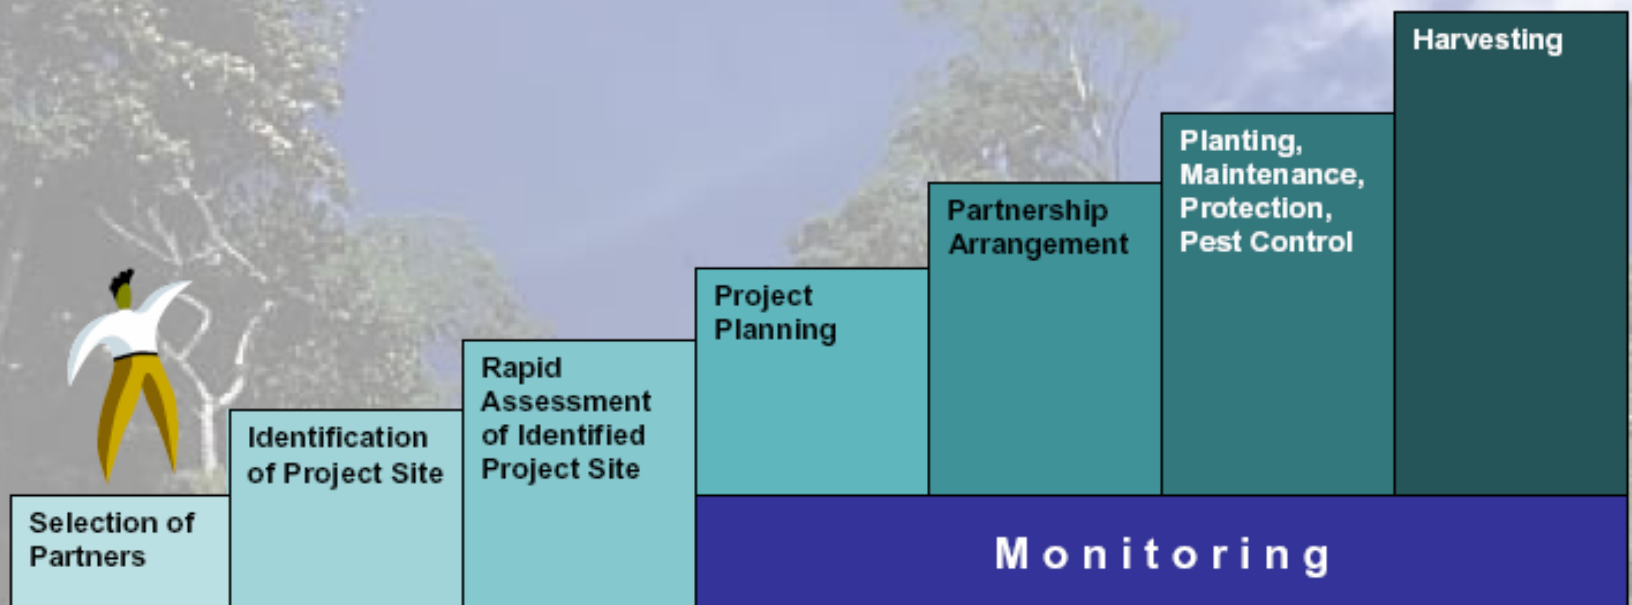 Selection of
Partners
Identification
of Project Site
Rapid
Assessment
of Identified
Project Site
Project
Planning
Partnership
Arrangement
Planting,
Maintenance,
Protection,
Pest Control
Harvesting
Monitoring